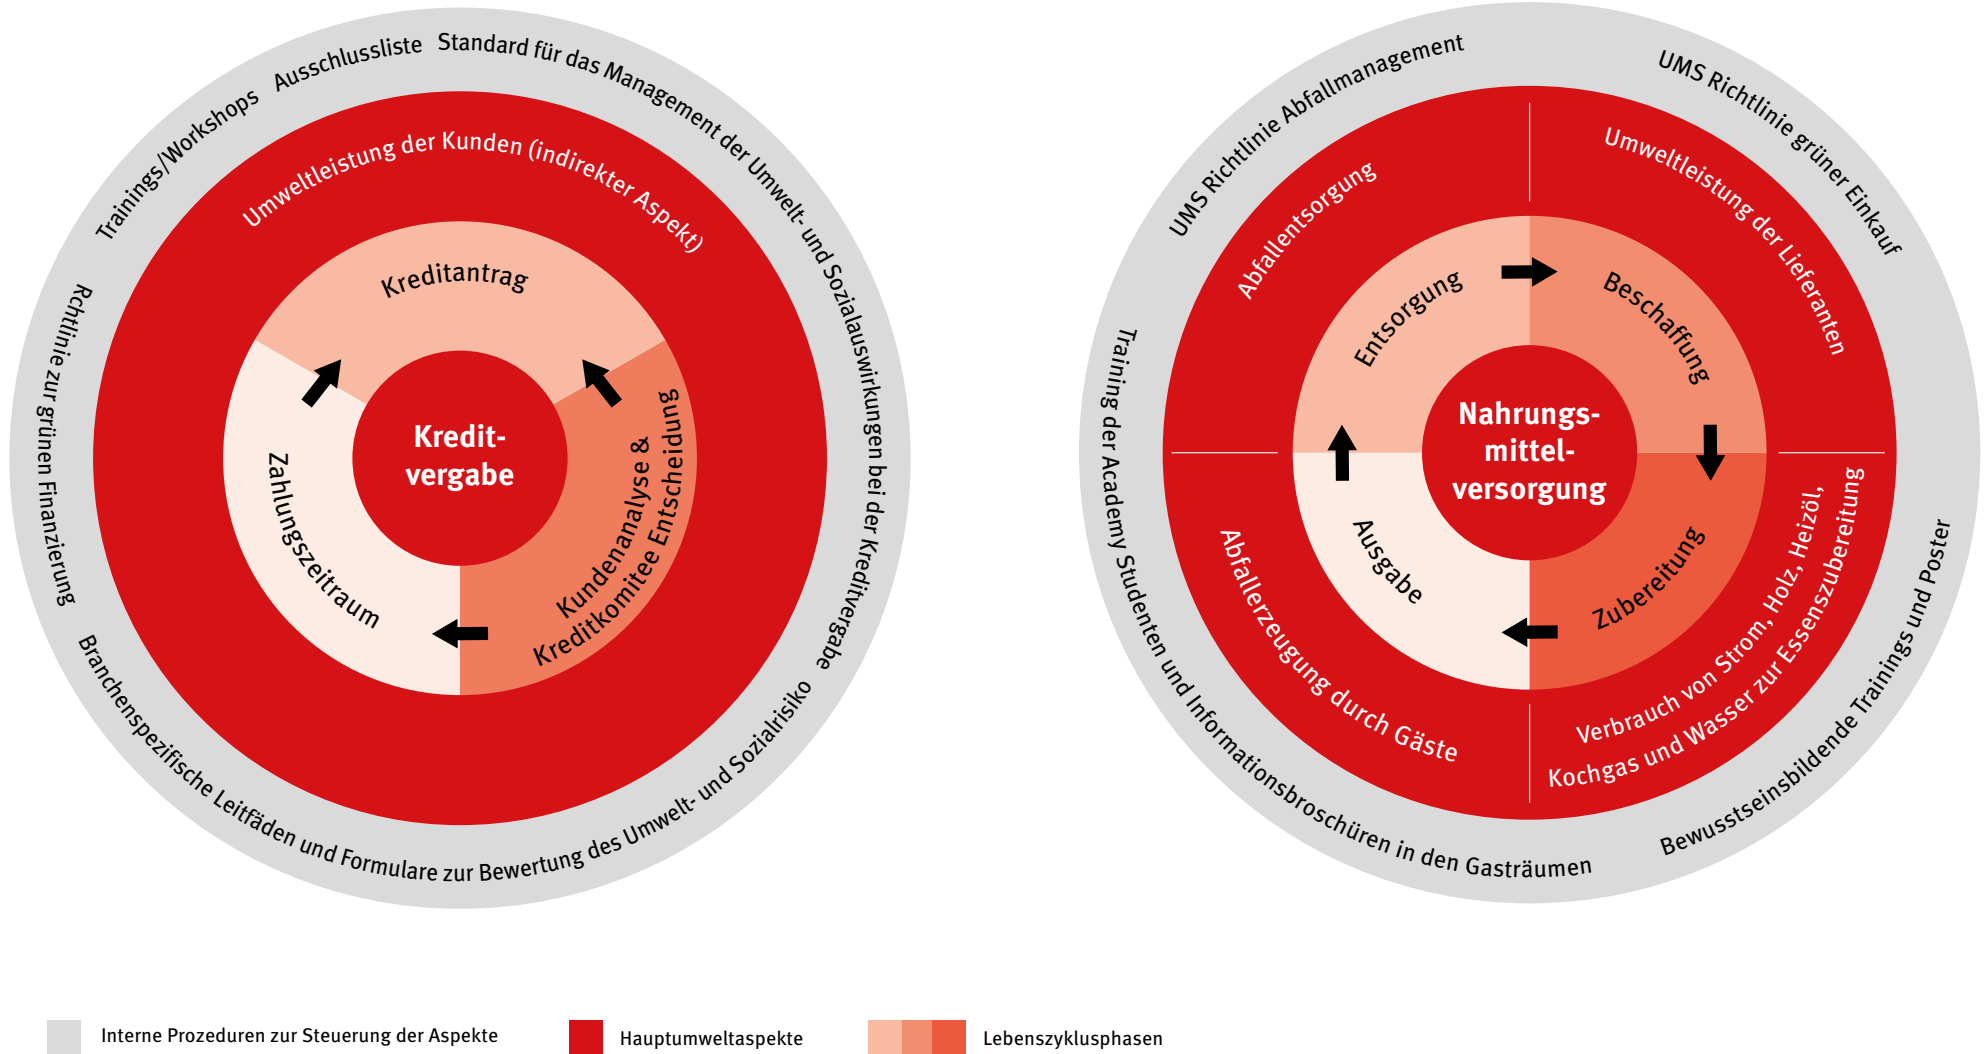 Ausschlussliste
Standard für das Management der Umwelt- und Sozialauswirkungen bei der Kreditvergabe
Trainings/Workshops
Rchtlinie zur grünen Finanzierung
Branchenspezifische Leitfäden und Formulare zur Bewertung des Umwelt- und Sozialrisiko
Umweltleistung der Kunden (indirekter Aspekt)
Kreditantrag
Kundenanalyse &
Kreditkomitee Entscheidung
Zahlungszeitraum
Kredit-
vergabe
UMS Richtlinie Abfallmanagement
UMS Richtlinie grüner Einkauf
Bewusstseinsbildende Trainings und Poster
Training der Academy Studenten und Informationsbroschüren in den Gasträumen
Abfallentsorgung
Umweltleistung der Lieferanten
Verbrauch von Strom, Holz, Heizöl,
Kochgas und Wasser zur Essenszubereitung
Abfallerzeugung durch Gäste
Entsorgung
Beschaffung
Zubereitung
Ausgabe
Nahrungs-
mittel-
versorgung
Interne Prozeduren zur Steuerung der Aspekte
Hauptumweltaspekte
Lebenszyklusphasen